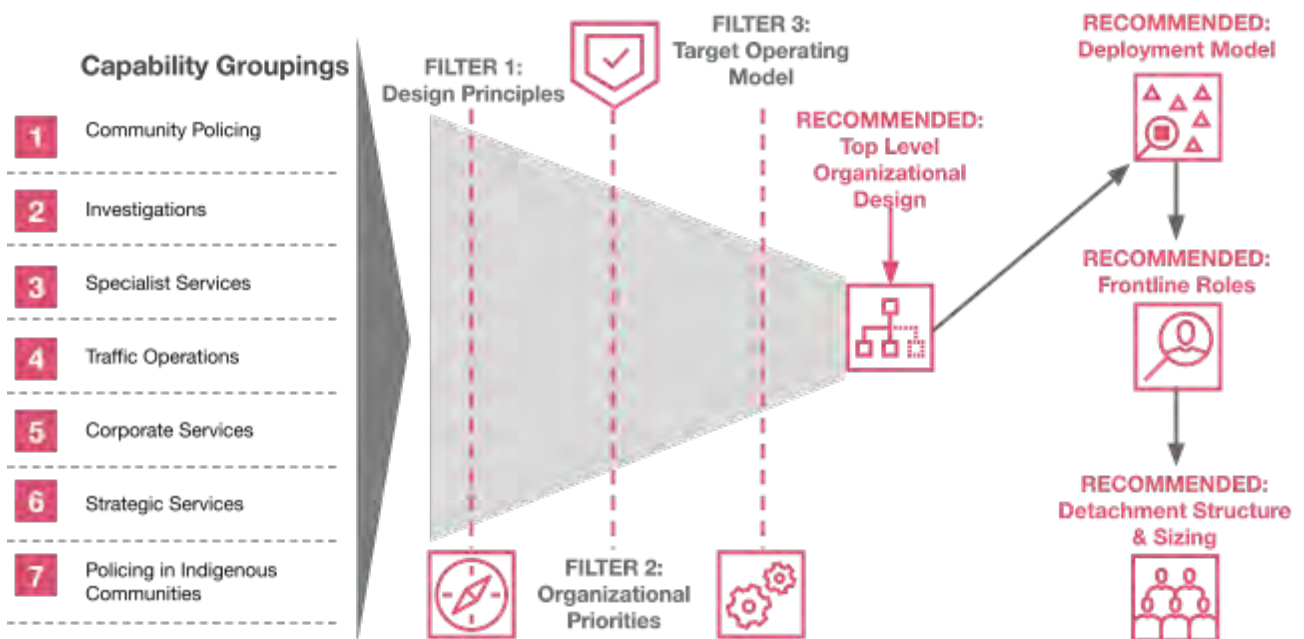 Capability Groupings
1
Community Policing
2
Investigations
3
Specialist Services
4
Traffic Operations
5
Corporate Services
6
Strategic Services
7
Policing in Indigenous
Communities
FILTER 1:
Design Principles
FILTER 2:
Organizational
Priorities
FILTER 3:
Target Operating
Model
RECOMMENDED:
Top Level
Organizational
Design
RECOMMENDED:
Deployment Model
RECOMMENDED:
Frontline Roles
RECOMMENDED:
Detachment Structure
& Sizing